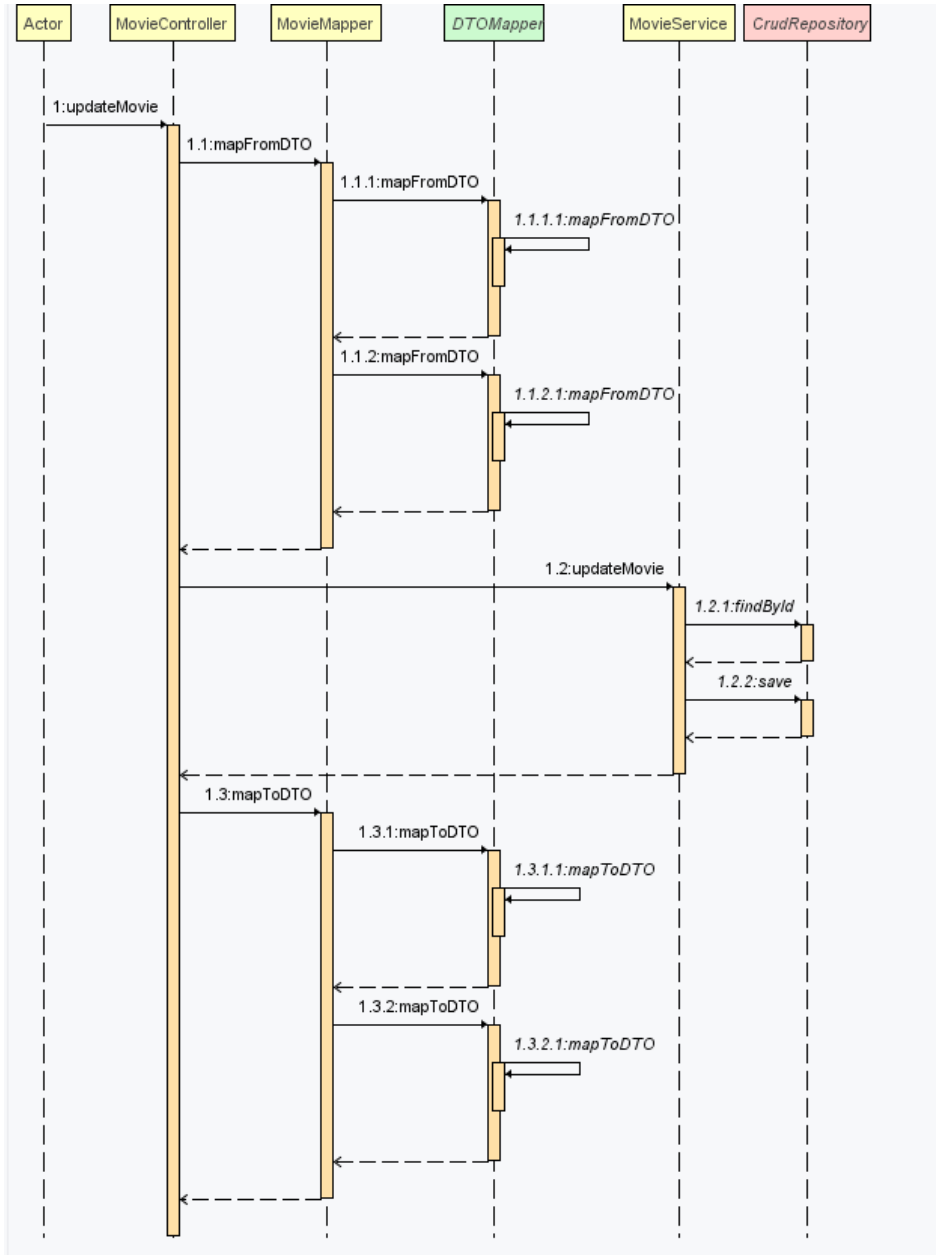 Actor MovieController MovieMapper DTOMapper MovieService CrudRepository
1:updateMovie
1.1:mapFromDTO
1.1.1:mapFromDTO
1.1.1.1:mapFromDTO
1.1.2:mapFromDTO
1.1.2.1:mapFromDTO
1.2:updateMovie
1.2.1:findById
1.2.2:save
1.3:mapToDTO
1.3.1:mapToDTO
1.3.1.1:mapToDTO
1.3.2:mapToDTO
1.3.2.1:mapToDTO